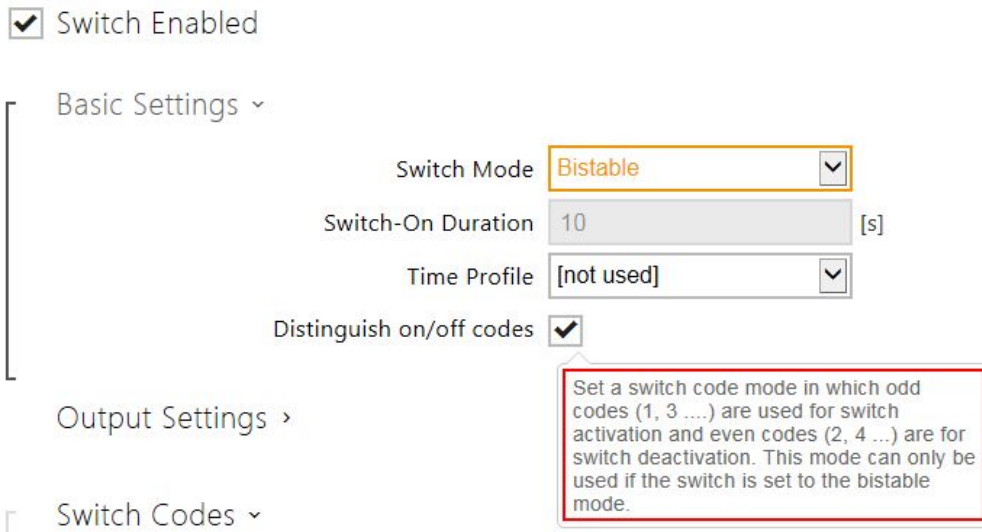 Switch Enabled
Basic Settings
Switch Mode Bistable
Switch-On Duration 10 [s]
Time Profile [not used]
Distinguish on/off codes
Set a switch code mode in which odd
codes (1, 3 ....) are used for switch
activation and even codes (2, 4 ...) are for
switch deactivation. This mode can only be
used if the switch is set to the bistable
mode.
Output Settings
Switch Codes